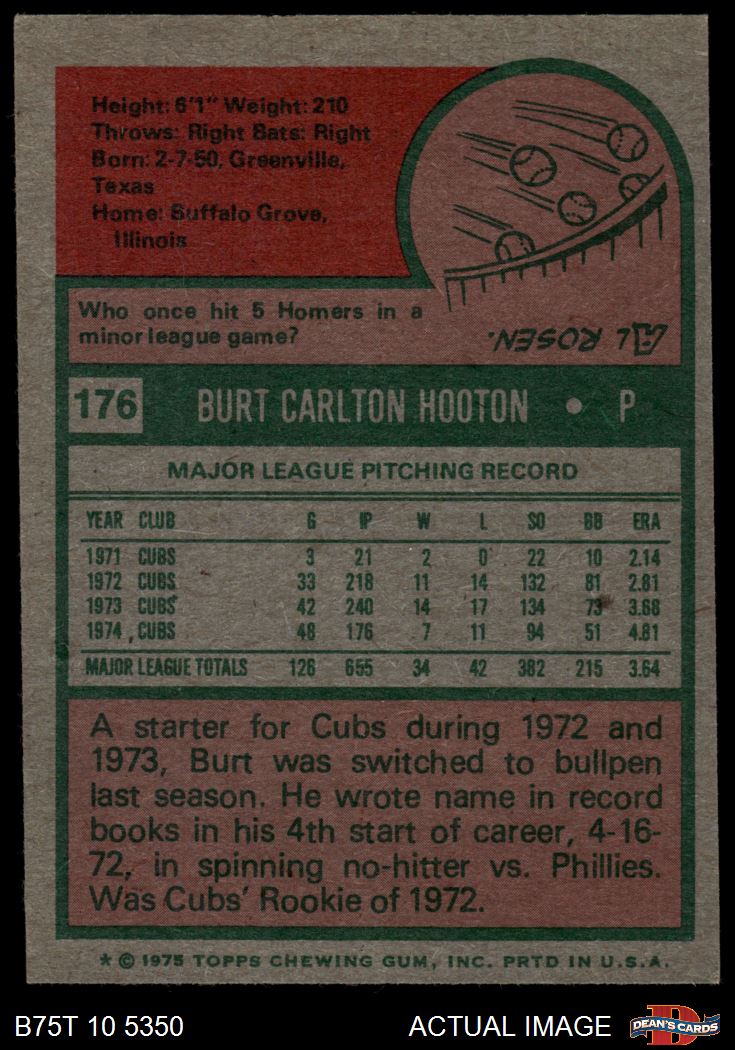 Height: 6'1" Weight: 210
Throws: Right Bats: Right
Born: 2-7-50, Greenville,
Texas
Home: Buffalo Grove,
Illinois
Who once hit 5 Homers in a
minor league game?
AL ROSEN.
176 BURT CARLTON HOOTON • P
MAJOR LEAGUE PITCHING RECORD
YEAR CLUB G IP W L SO BB ERA
1971 CUBS 3 21 2 0 22 10 2.14
1972 CUBS 33 218 11 14 132 81 2.81
1973 CUBS 42 240 14 17 134 73 3.68
1974 CUBS 48 176 7 11 94 51 4.81
MAJOR LEAGUE TOTALS 126 655 34 42 382 215 3.64
A starter for Cubs during 1972 and
1973, Burt was switched to bullpen
last season. He wrote name in record
books in his 4th start of career, 4-16-
72, in spinning no-hitter vs. Phillies.
Was Cubs' Rookie of 1972.
* © 1975 TOPPS CHEWING GUM, INC. PRTD IN U.S.A.
B75T 10 5350 ACTUAL IMAGE
D
DEAN'S CARDS